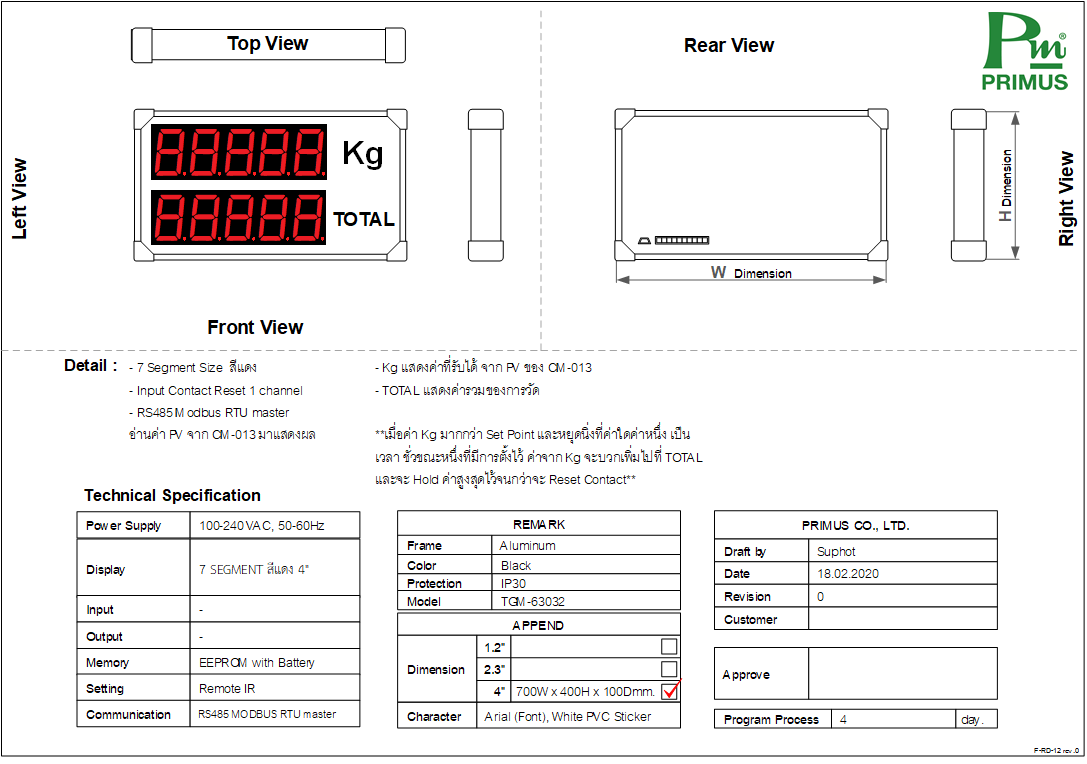 Top View
Rear View
Pm®
PRIMUS
88888 Kg
88888 TOTAL
Left View
H Dimension
Right View
W Dimension
Front View
Detail :
- 7 Segment Size สีแดง
- Input Contact Reset 1 channel
- RS485 Modbus RTU master
อ่านค่า PV จาก CM-013 มาแสดงผล
- Kg แสดงค่าที่รับได้ จาก PV ของ CM-013
- TOTAL แสดงค่ารวมของการวัด
**เมื่อค่า Kg มากกว่า Set Point และหยุดนิ่งที่ค่าใดค่าหนึ่ง เป็น
เวลา ชั่วขณะหนึ่งที่มีการตั้งไว้ ค่าจาก Kg จะบวกเพิ่มไปที่ TOTAL
และจะ Hold ค่าสูงสุดไว้จนกว่าจะ Reset Contact**
Technical Specification
Power Supply 100-240 VAC, 50-60Hz
Display 7 SEGMENT สีแดง 4"
Input -
Output -
Memory EEPROM with Battery
Setting Remote IR
Communication RS485 MODBUS RTU master
REMARK
Frame Aluminum
Color Black
Protection IP30
Model TGM-63032
APPEND
Dimension
1.2"
2.3"
4" 700W x 400H x 100Dmm.
Character Arial (Font), White PVC Sticker
PRIMUS CO., LTD.
Draft by Suphot
Date 18.02.2020
Revision 0
Customer
Approve
Program Process 4 day.
F-RD-12 rev .0